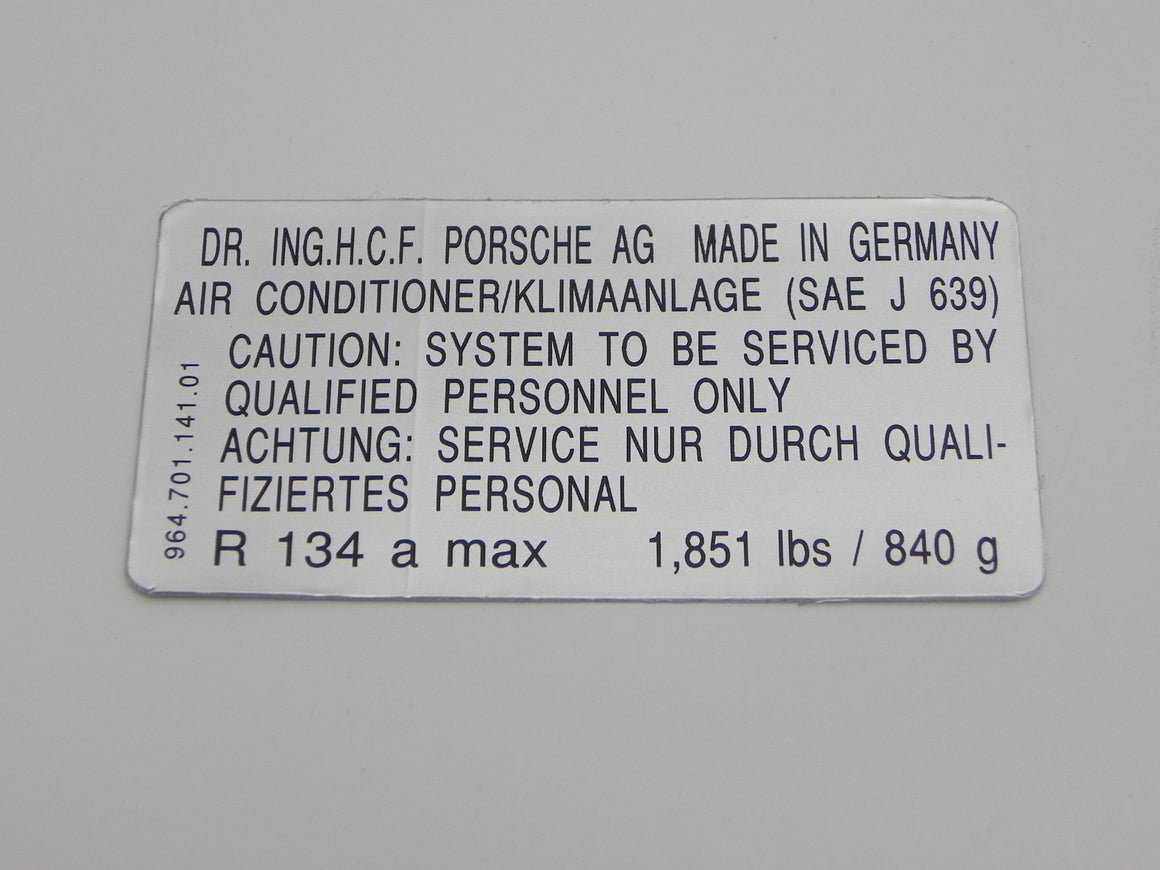 DR. ING.H.C.F. PORSCHE AG MADE IN GERMANY
AIR CONDITIONER/KLIMAANLAGE (SAE J 639)
CAUTION: SYSTEM TO BE SERVICED BY
QUALIFIED PERSONNEL ONLY
ACHTUNG: SERVICE NUR DURCH QUALI-
FIZIERTES PERSONAL
R 134 a max 1,851 lbs / 840 g
964.701.141.01